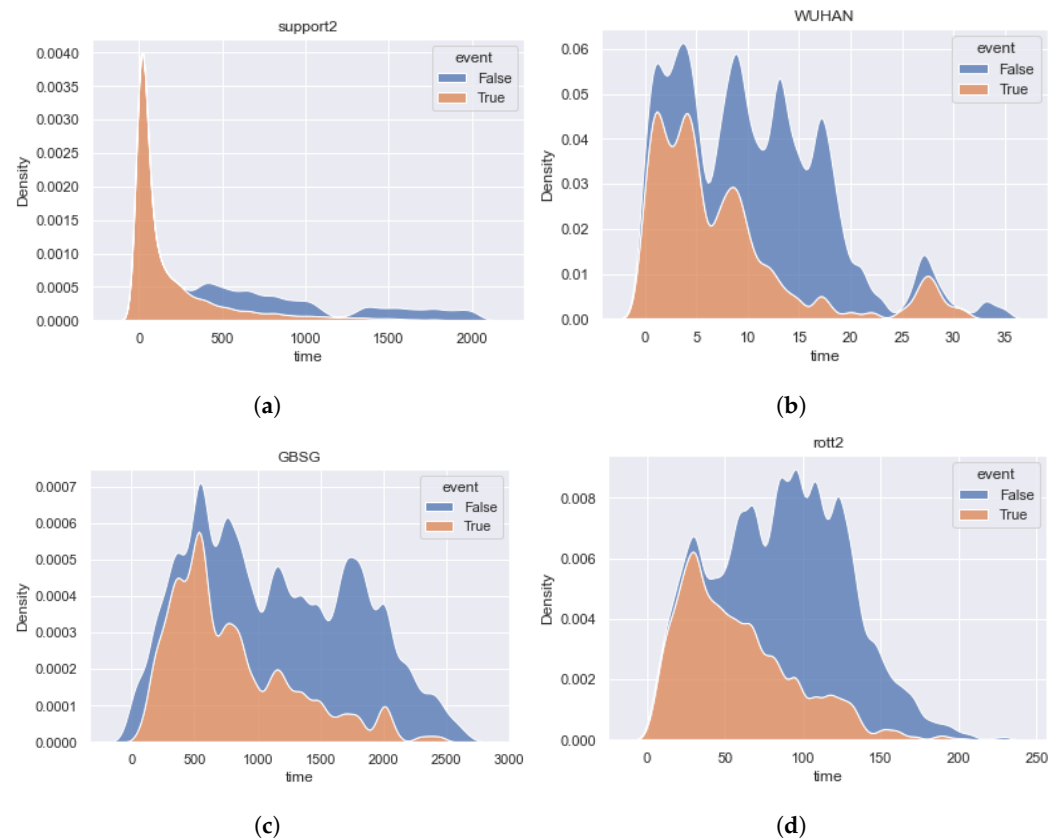 support2
event
False
True
0.0040
0.0035
0.0030
0.0025
0.0020
0.0015
0.0010
0.0005
0.0000
Density
0 500 1000 1500 2000
time
(a)
WUHAN
event
False
True
0.06
0.05
0.04
0.03
0.02
0.01
0.00
Density
0 5 10 15 20 25 30 35
time
(b)
GBSG
event
False
True
0.0007
0.0006
0.0005
0.0004
0.0003
0.0002
0.0001
0.0000
Density
0 500 1000 1500 2000 2500 3000
time
(c)
rott2
event
False
True
0.008
0.006
0.004
0.002
0.000
Density
0 50 100 150 200 250
time
(d)